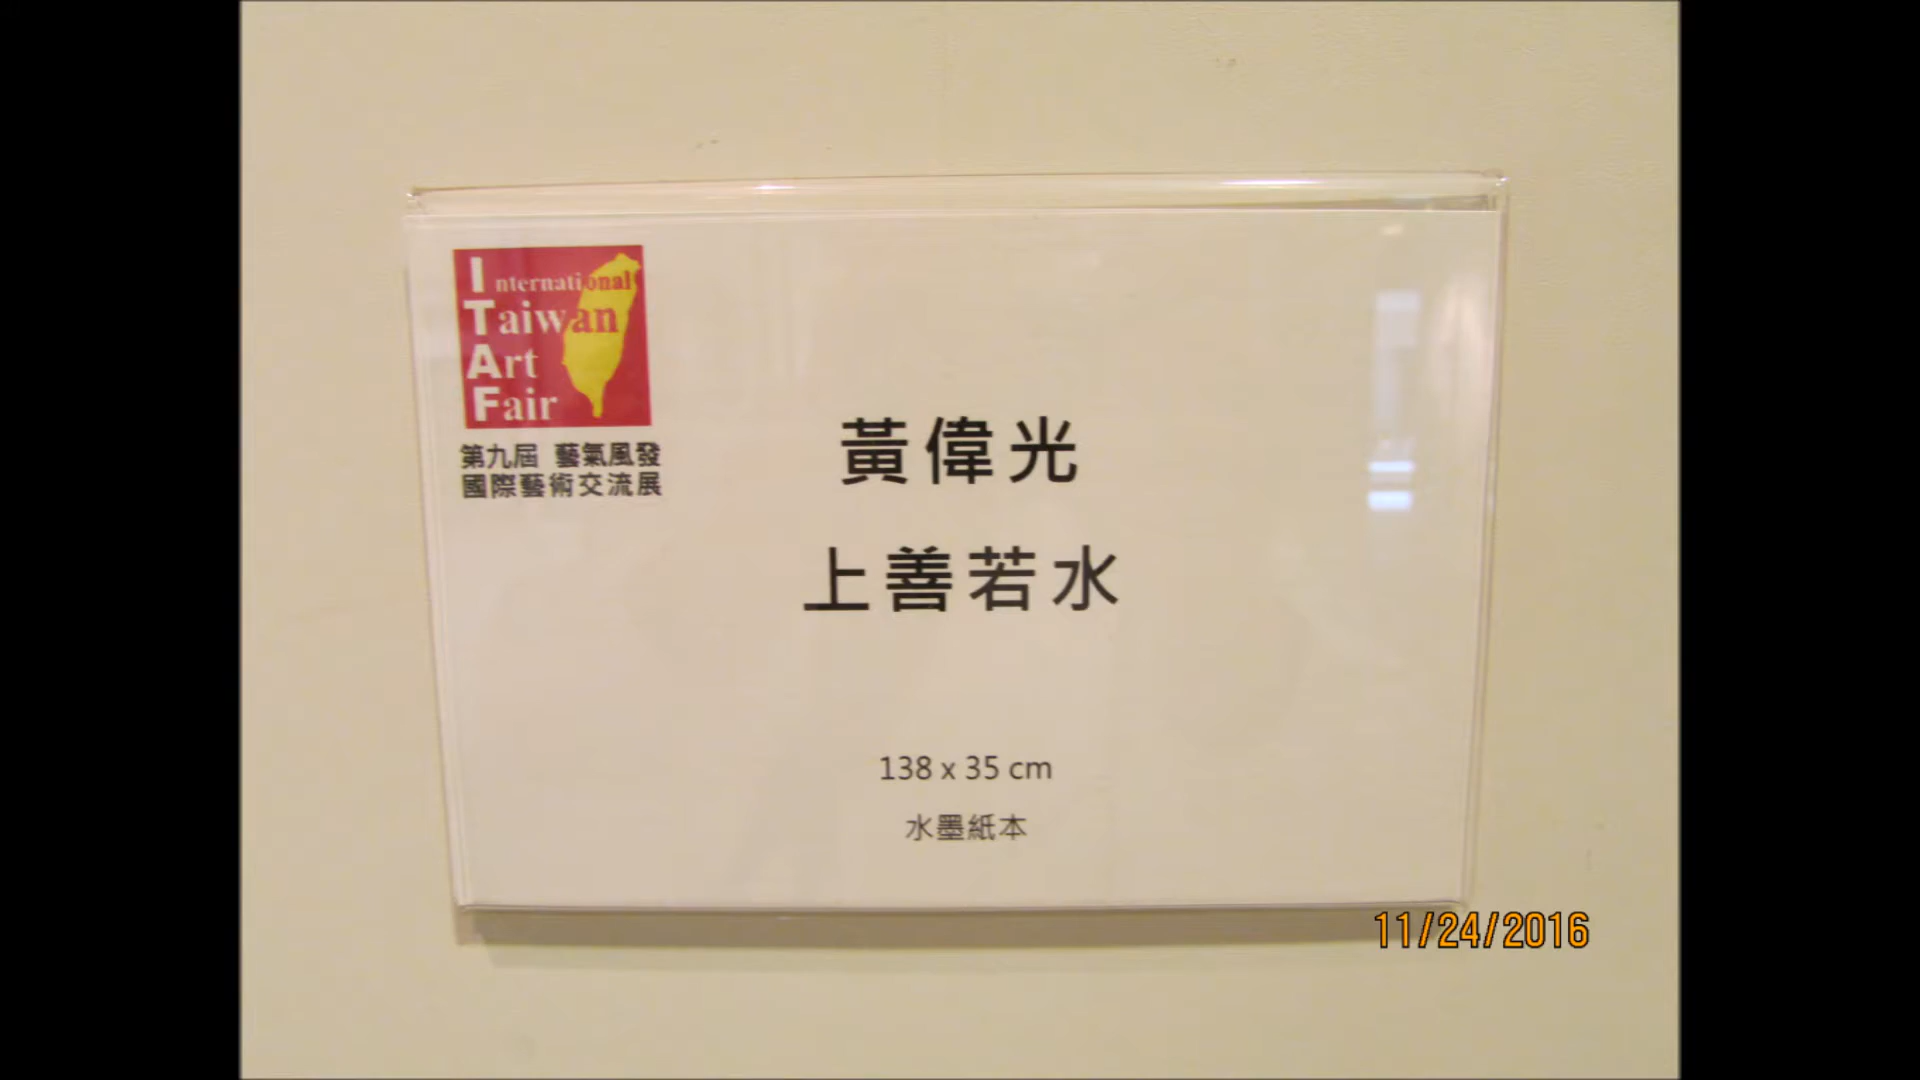 International
Taiwan
Art
Fair
第九屆 藝氣風發
國際藝術交流展
黃偉光
上善若水
138 x 35 cm
水墨紙本
11/24/2016